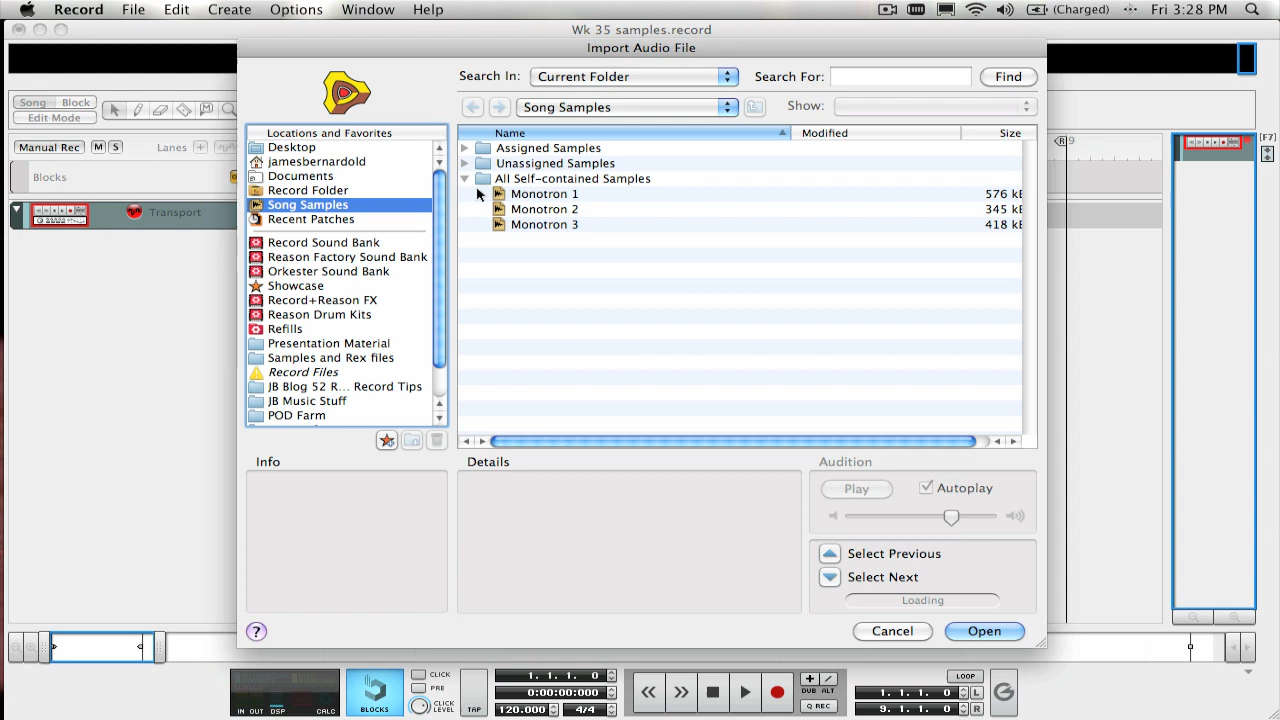 Record File Edit Create Options Window Help (Charged) Fri 3:28 PM
Wk 35 samples.record
Import Audio File
Search In: Current Folder Search For: Find
Song Samples Show:
Song Block
Edit Mode
Manual Rec M S Lanes
Blocks
Transport
Locations and Favorites
Desktop
jamesbernardold
Documents
Record Folder
Song Samples
Recent Patches
Record Sound Bank
Reason Factory Sound Bank
Orkester Sound Bank
Showcase
Record+Reason FX
Reason Drum Kits
Refills
Presentation Material
Samples and Rex files
Record Files
JB Blog 52 R... Record Tips
JB Music Stuff
POD Farm
Name Modified Size
Assigned Samples
Unassigned Samples
All Self-contained Samples
Monotron 1 576 kB
Monotron 2 345 kB
Monotron 3 418 kB
R 9
[F7]
Info
Details
Audition
Play Autoplay
Select Previous
Select Next
Loading
? Cancel Open
IN OUT DSP CALC
BLOCKS
CLICK
PRE
CLICK
LEVEL
TAP
1. 1. 1. 0
0:00:00:000
120.000 4/4
DUB ALT
Q REC
LOOP
1. 1. 1. 0 L
9. 1. 1. 0 R